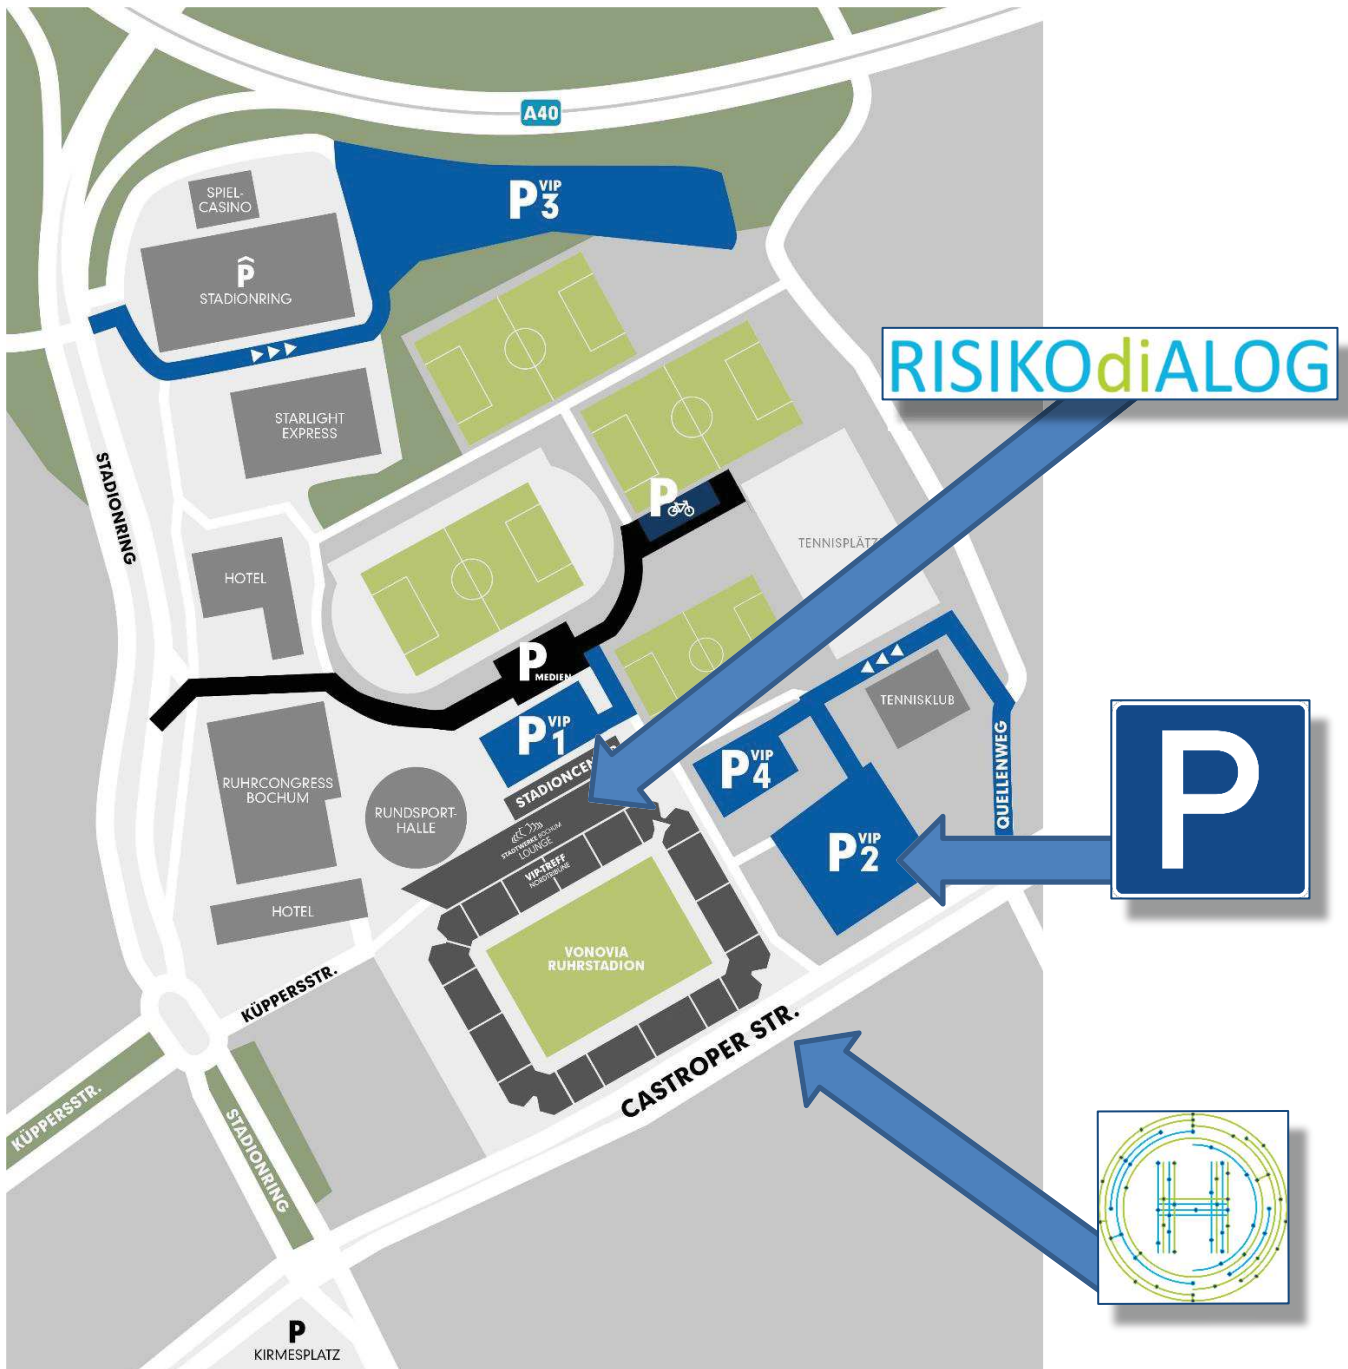 A40
P VIP 3
SPIEL-
CASINO
P
STADIONRING
RISIKOdiALOG
STARLIGHT
EXPRESS
STADIONRING
P
TENNISPLÄTZ
HOTEL
P
MEDIEN
TENNISKLUB
P
P VIP 1
P VIP 4
QUELLENWEG
STADIONCEN
RUHRCONGRESS
BOCHUM
RUNDSPORT-
HALLE
STADTWERKE BOCHUM
LOUNGE
P VIP 2
VIP-TREFF
NORDTRIBÜNE
HOTEL
VONOVIA
RUHRSTADION
KÜPPERSSTR.
CASTROPER STR.
KÜPPERSSTR.
STADIONRING
H
P
KIRMESPLATZ